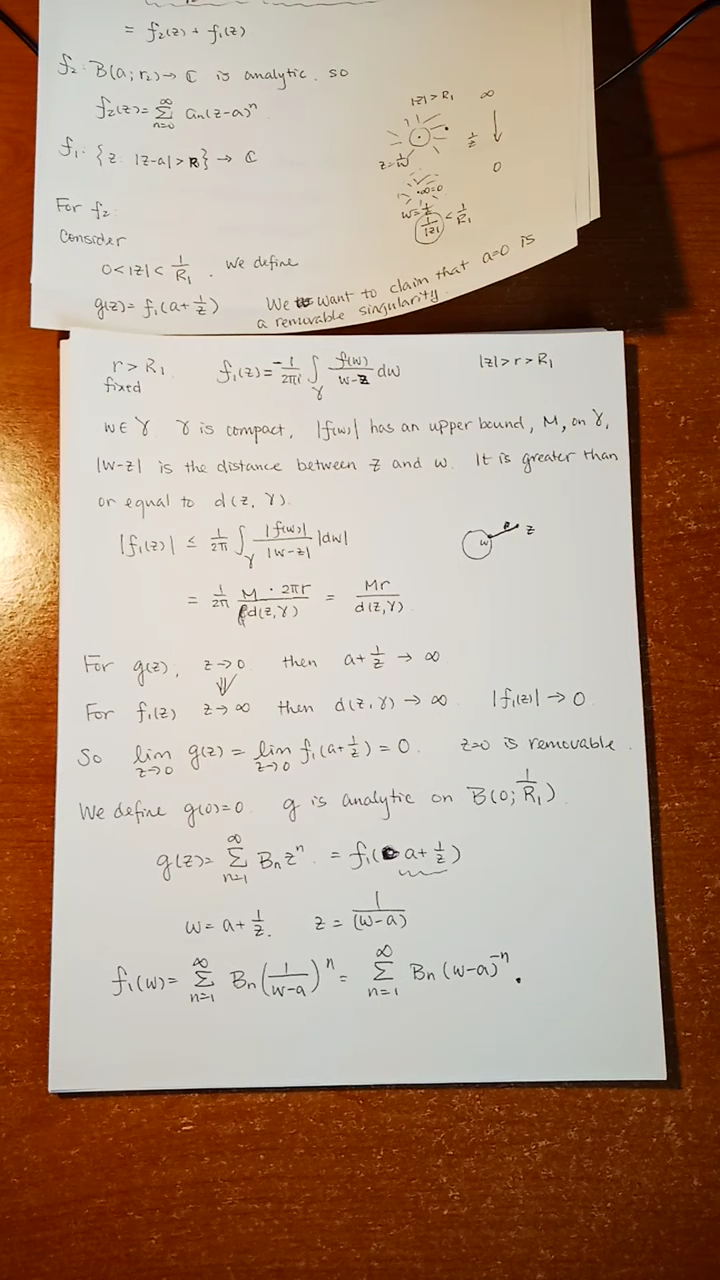 = f₂(z) + f₁(z)
f₂: B(a; r₂) → ℂ is analytic. so
f₂(z) = ∑_{n=0}^{∞} aₙ(z-a)ⁿ
f₁: {z: |z-a| > R} → ℂ
|z| > R₁ ∞
z = 1/w 1/z
0
∞=0
w = 1/z
1/|z| < 1/R₁
For f₂:
Consider
0 < |z| < 1/R₁. We define
g(z) = f₁(a + 1/z) We want to claim that a=0 is
a removable singularity.
r > R₁ f₁(z) = -1/(2πi) ∫_γ f(w)/(w-z) dw |z| > r > R₁
fixed
w ∈ γ. γ is compact, |f(w)| has an upper bound, M, on γ,
|w-z| is the distance between z and w. It is greater than
or equal to d(z, γ).
|f₁(z)| ≤ 1/(2π) ∫_γ |f(w)|/|w-z| |dw| w z
= 1/(2π) M · 2πr / d(z,γ) = Mr / d(z,γ)
For g(z), z → 0 then a + 1/z → ∞
⇓
For f₁(z) z → ∞ then d(z,γ) → ∞ |f₁(z)| → 0
So lim_{z→0} g(z) = lim_{z→0} f₁(a + 1/z) = 0. z=0 is removable.
We define g(0)=0. g is analytic on B(0; 1/R₁).
g(z) = ∑_{n=1}^{∞} Bₙ zⁿ. = f₁(a + 1/z)
w = a + 1/z. z = 1/(w-a)
f₁(w) = ∑_{n=1}^{∞} Bₙ (1/(w-a))ⁿ = ∑_{n=1}^{∞} Bₙ (w-a)⁻ⁿ.